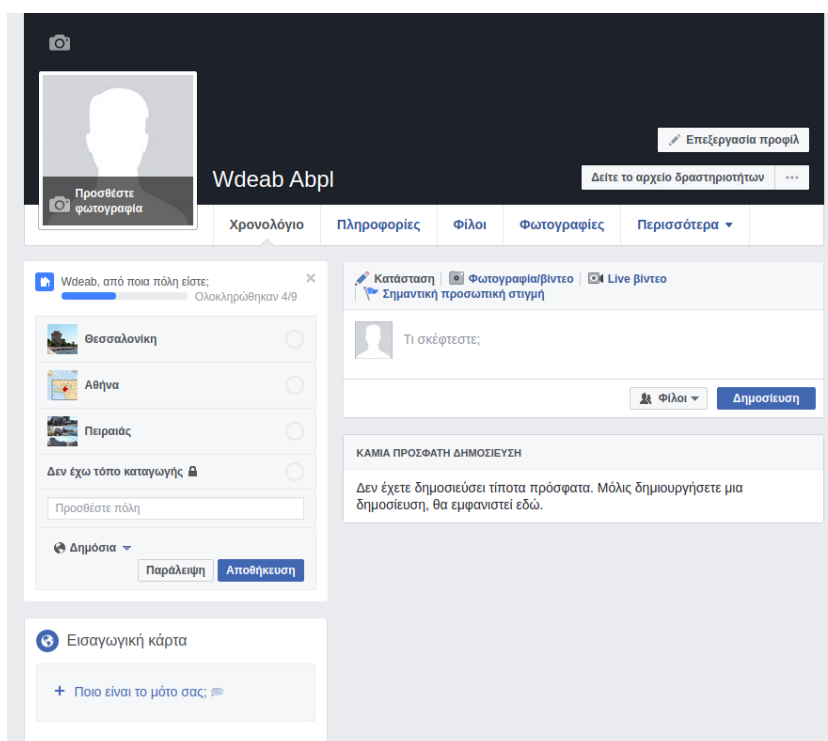 Επεξεργασία προφίλ
Wdeab Abpl
Δείτε το αρχείο δραστηριοτήτων
Προσθέστε
φωτογραφία
Χρονολόγιο Πληροφορίες Φίλοι Φωτογραφίες Περισσότερα
Wdeab, από ποια πόλη είστε;
Ολοκληρώθηκαν 4/9
Θεσσαλονίκη
Αθήνα
Πειραιάς
Δεν έχω τόπο καταγωγής
Προσθέστε πόλη
Δημόσια
Παράλειψη Αποθήκευση
Εισαγωγική κάρτα
+ Ποιο είναι το μότο σας;
Κατάσταση Φωτογραφία/βίντεο Live βίντεο
Σημαντική προσωπική στιγμή
Τι σκέφτεστε;
Φίλοι Δημοσίευση
ΚΑΜΙΑ ΠΡΟΣΦΑΤΗ ΔΗΜΟΣΙΕΥΣΗ
Δεν έχετε δημοσιεύσει τίποτα πρόσφατα. Μόλις δημιουργήσετε μια
δημοσίευση, θα εμφανιστεί εδώ.